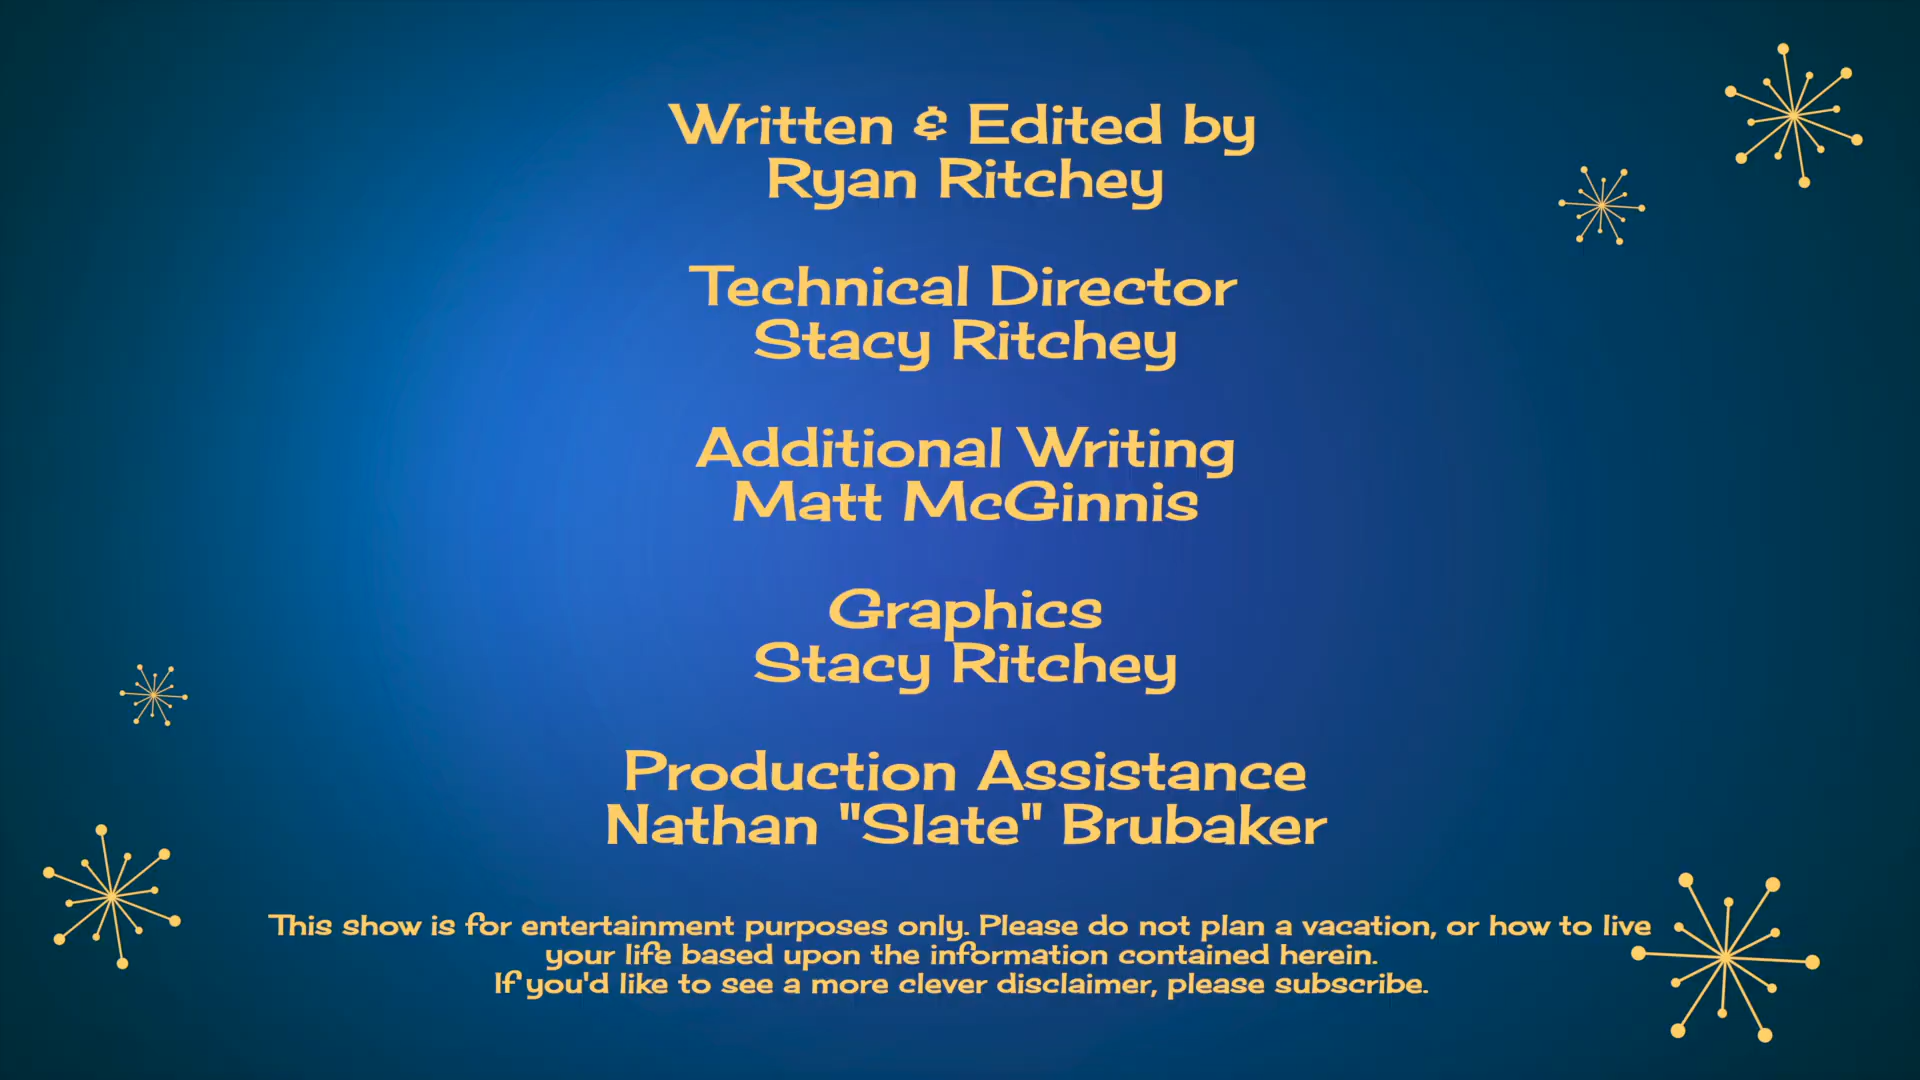 Written & Edited by
Ryan Ritchey
Technical Director
Stacy Ritchey
Additional Writing
Matt McGinnis
Graphics
Stacy Ritchey
Production Assistance
Nathan "Slate" Brubaker
This show is for entertainment purposes only. Please do not plan a vacation, or how to live
your life based upon the information contained herein.
If you'd like to see a more clever disclaimer, please subscribe.